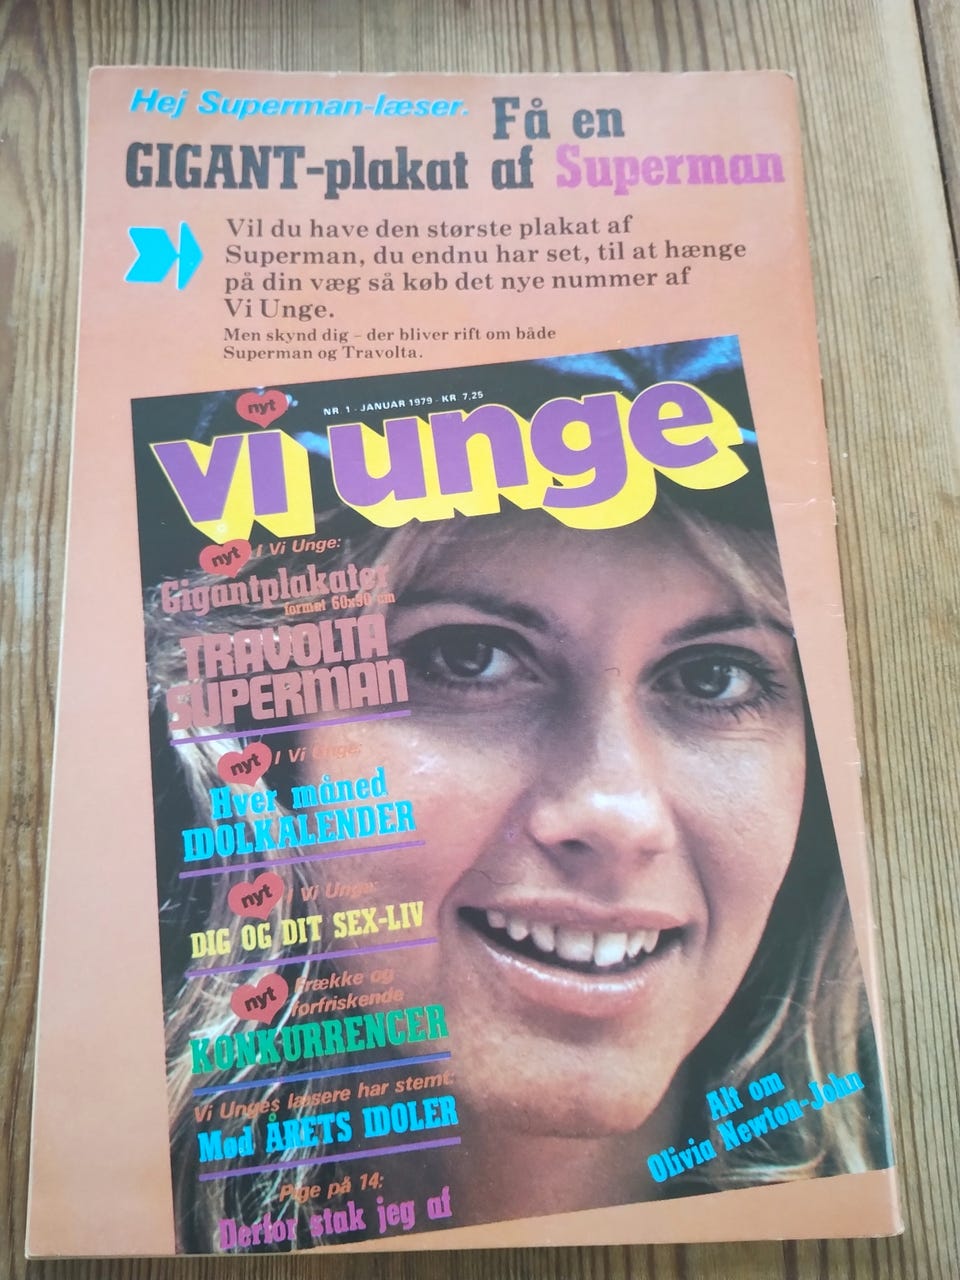 Hej Superman-læser. Få en
GIGANT-plakat af Superman
Vil du have den største plakat af
Superman, du endnu har set, til at hænge
på din væg så køb det nye nummer af
Vi Unge.
Men skynd dig – der bliver rift om både
Superman og Travolta.
nyt
NR. 1 - JANUAR 1979 - KR. 7,25
vi unge
nyt I Vi Unge:
Gigantplakater
format 60x90 cm
TRAVOLTA
SUPERMAN
nyt I Vi Unge:
Hver måned
IDOLKALENDER
nyt I Vi Unge:
DIG OG DIT SEX-LIV
nyt Frække og
forfriskende
KONKURRENCER
Vi Unges læsere har stemt:
Mød ÅRETS IDOLER
Pige på 14:
Derfor stak jeg af
Alt om
Olivia Newton-John